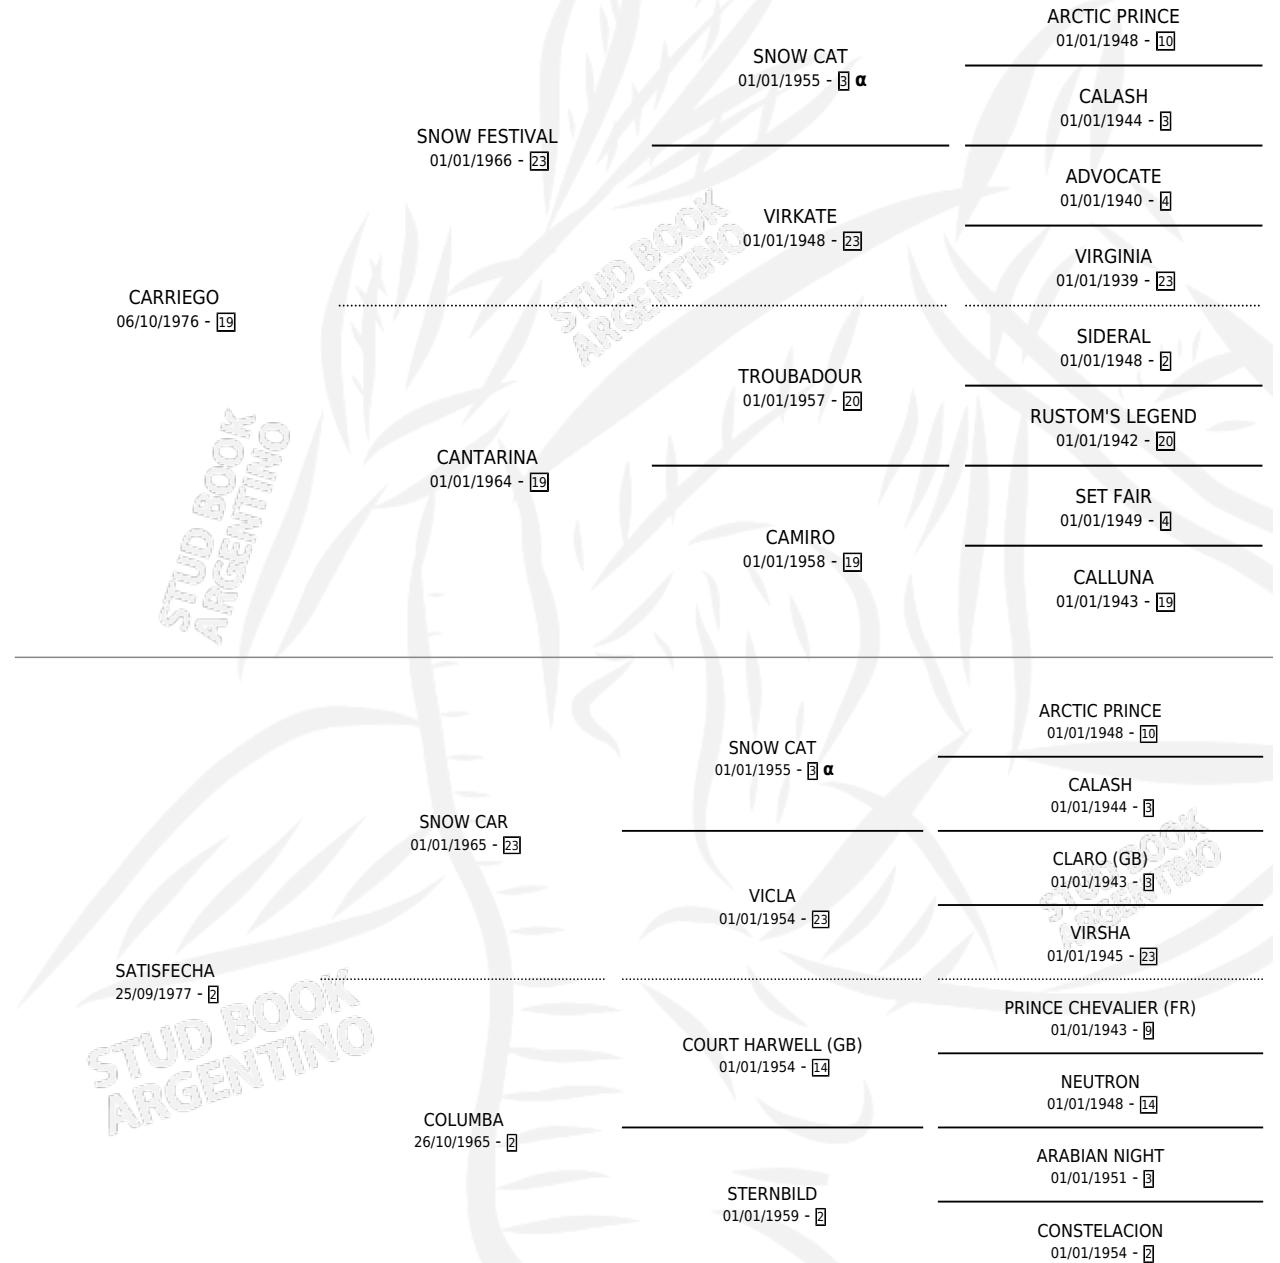 ARCTIC PRINCE
01/01/1948 - 10
SNOW CAT
01/01/1955 - 3 α
CALASH
01/01/1944 - 3
SNOW FESTIVAL
01/01/1966 - 23
ADVOCATE
01/01/1940 - 4
VIRKATE
01/01/1948 - 23
VIRGINIA
01/01/1939 - 23
CARRIEGO
06/10/1976 - 19
SIDERAL
01/01/1948 - 2
TROUBADOUR
01/01/1957 - 20
RUSTOM'S LEGEND
01/01/1942 - 20
CANTARINA
01/01/1964 - 19
SET FAIR
01/01/1949 - 4
CAMIRO
01/01/1958 - 19
CALLUNA
01/01/1943 - 19
ARCTIC PRINCE
01/01/1948 - 10
SNOW CAT
01/01/1955 - 3 α
CALASH
01/01/1944 - 3
SNOW CAR
01/01/1965 - 23
CLARO (GB)
01/01/1943 - 3
VICLA
01/01/1954 - 23
VIRSHA
01/01/1945 - 23
SATISFECHA
25/09/1977 - 2
PRINCE CHEVALIER (FR)
01/01/1943 - 9
COURT HARWELL (GB)
01/01/1954 - 14
NEUTRON
01/01/1948 - 14
COLUMBA
26/10/1965 - 2
ARABIAN NIGHT
01/01/1951 - 3
STERNBILD
01/01/1959 - 2
CONSTELACION
01/01/1954 - 2
STUD BOOK
ARGENTINO
STUD BOOK
ARGENTINO
STUD BOOK
ARGENTINO
STUD BOOK
ARGENTINO